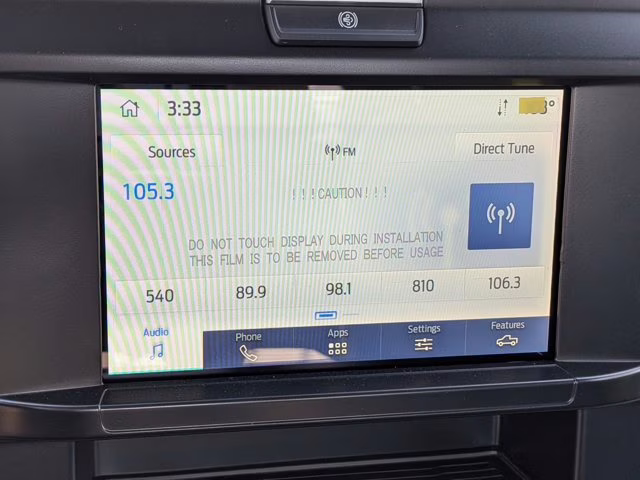 3:33
Sources
FM
Direct Tune
105.3
! ! ! CAUTION ! ! !
DO NOT TOUCH DISPLAY DURING INSTALLATION
THIS FILM IS TO BE REMOVED BEFORE USAGE
540 89.9 98.1 810 106.3
Audio Phone Apps Settings Features